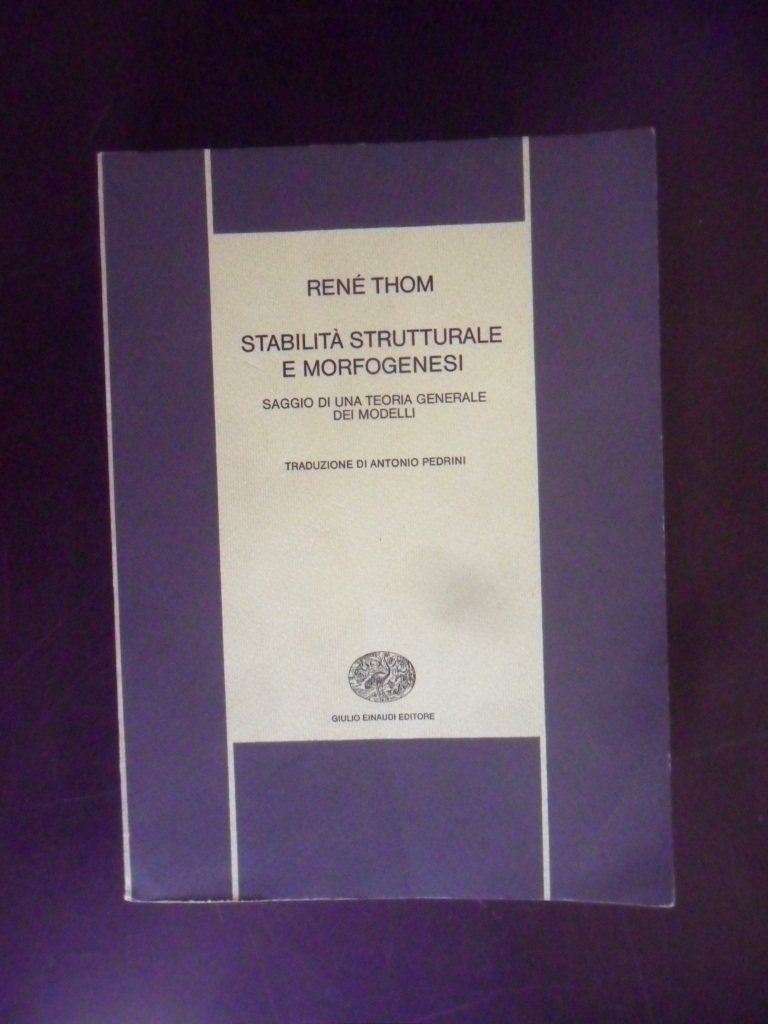 RENÉ THOM
STABILITÀ STRUTTURALE
E MORFOGENESI
SAGGIO DI UNA TEORIA GENERALE
DEI MODELLI
TRADUZIONE DI ANTONIO PEDRINI
GIULIO EINAUDI EDITORE